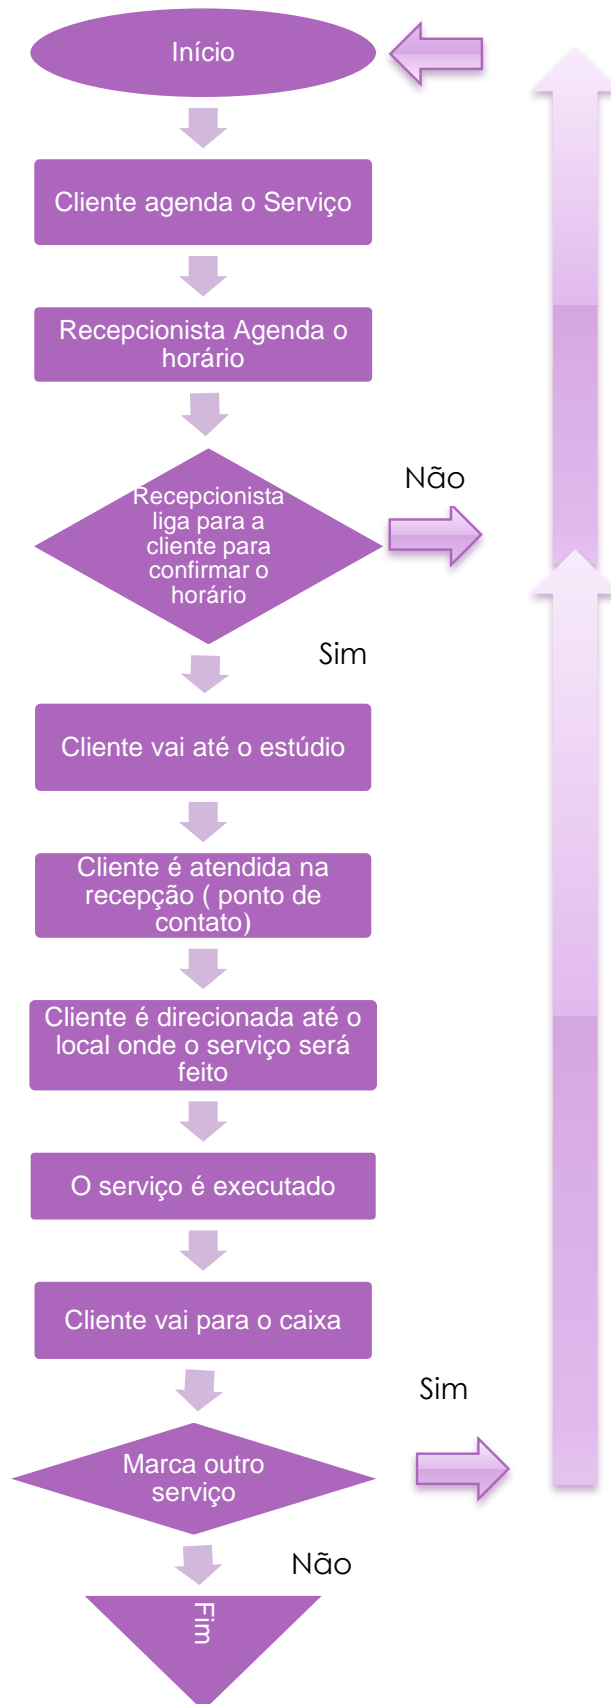 Início
Cliente agenda o Serviço
Recepcionista Agenda o
horário
Não
Recepcionista
liga para a
cliente para
confirmar o
horário
Sim
Cliente vai até o estúdio
Cliente é atendida na
recepção ( ponto de
contato)
Cliente é direcionada até o
local onde o serviço será
feito
O serviço é executado
Cliente vai para o caixa
Sim
Marca outro
serviço
Não
Fim